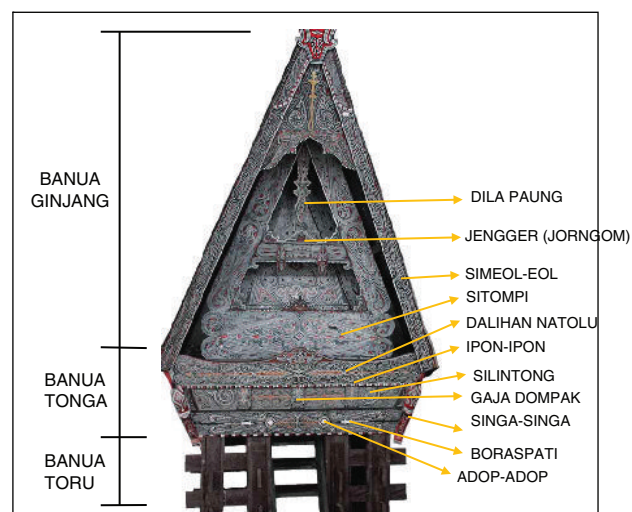 BANUA
GINJANG
BANUA
TONGA
BANUA
TORU
DILA PAUNG
JENGGER (JORNGOM)
SIMEOL-EOL
SITOMPI
DALIHAN NATOLU
IPON-IPON
SILINTONG
GAJA DOMPAK
SINGA-SINGA
BORASPATI
ADOP-ADOP